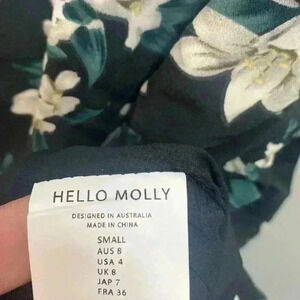 HELLO MOLLY
DESIGNED IN AUSTRALIA
MADE IN CHINA
SMALL
AUS 8
USA 4
UK 8
JAP 7
FRA 36